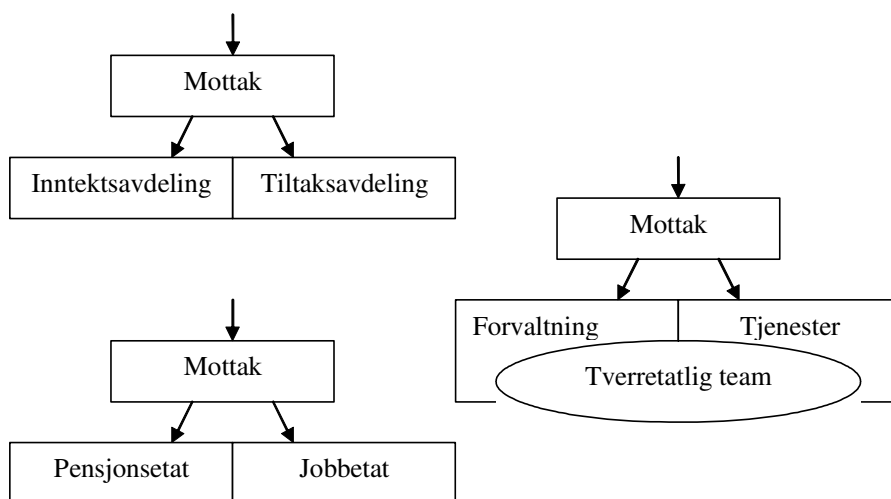 Mottak
Inntektsavdeling Tiltaksavdeling
Mottak
Pensjonsetat Jobbetat
Mottak
Forvaltning Tjenester
Tverretatlig team